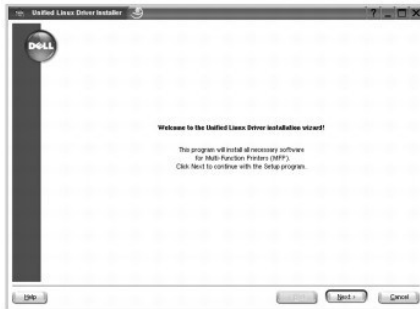 Unified Linux Driver Installer
DELL
Welcome to the Unified Linux Driver installation wizard!
This program will install all necessary software
for Multi-Function Printers (MFP).
Click Next to continue with the Setup program.
Help
Next >
Cancel